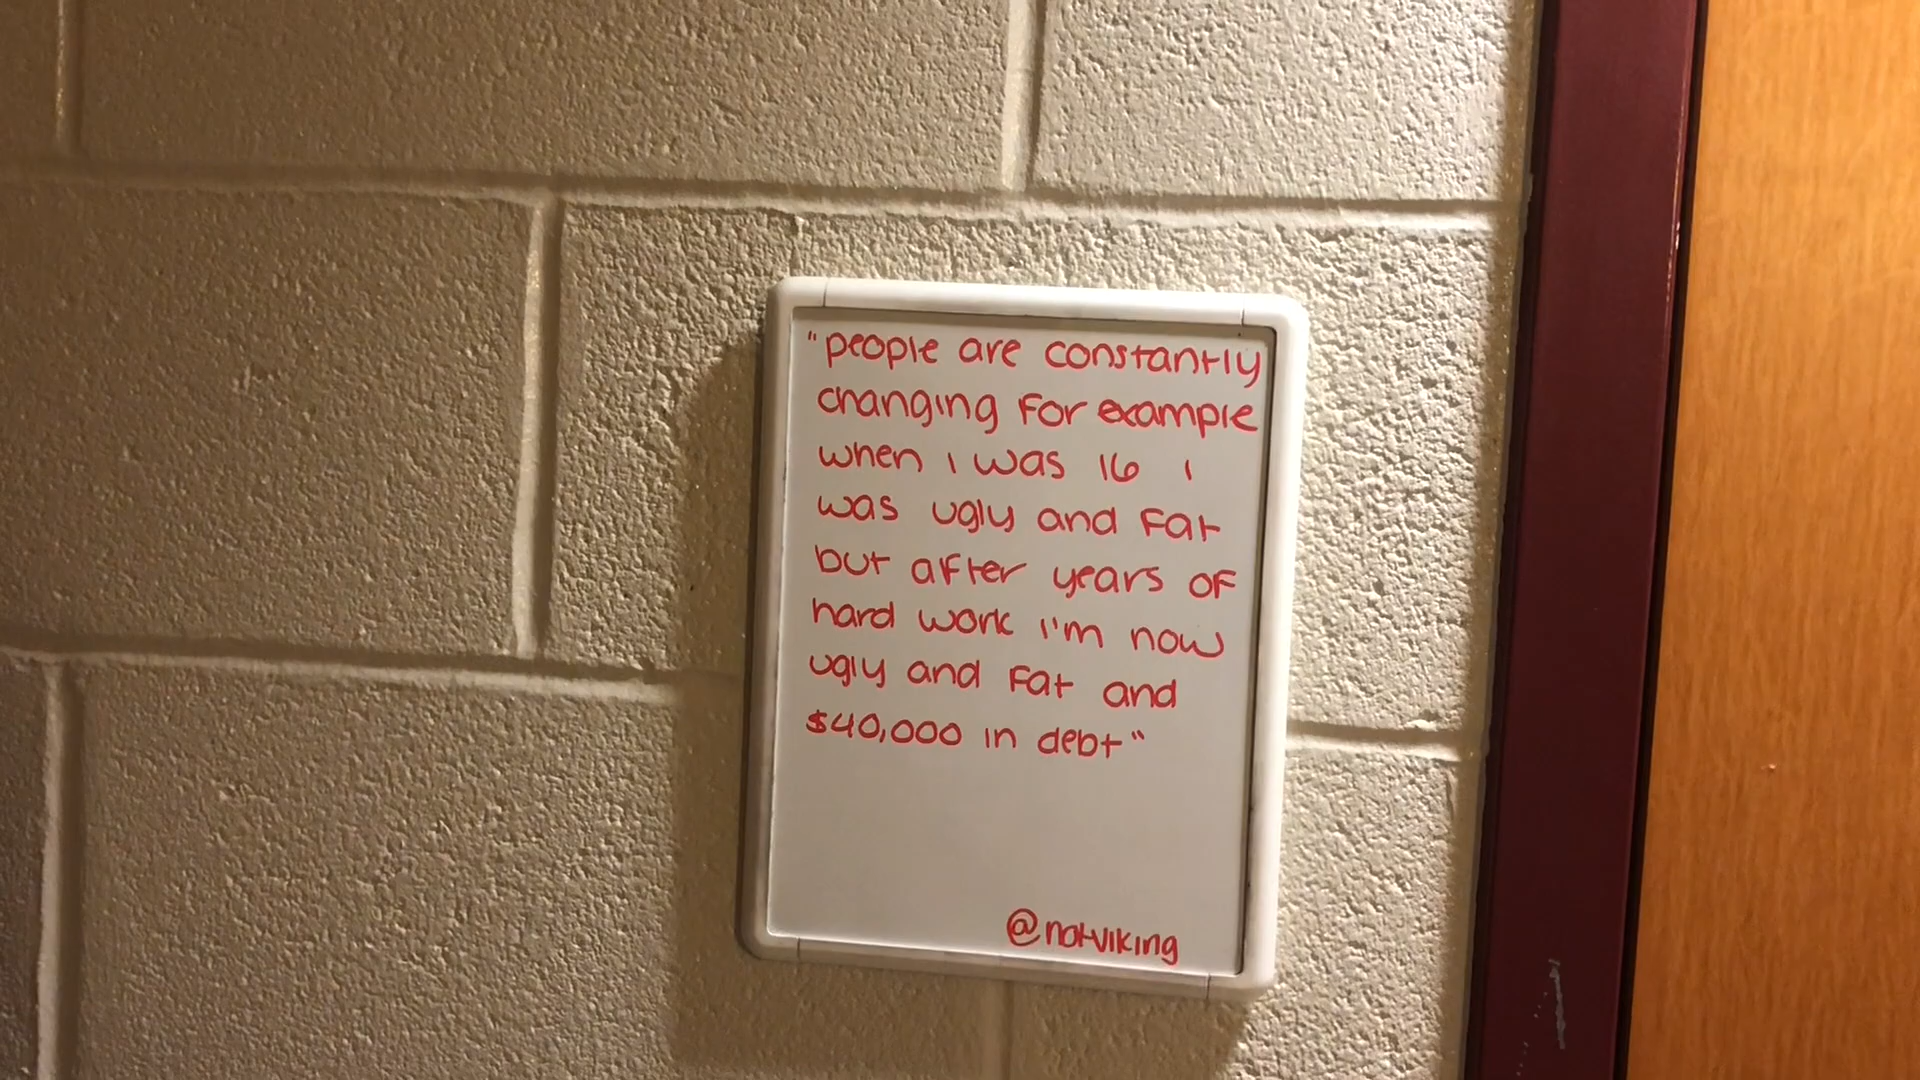 "people are constantly
changing for example
when i was 16 i
was ugly and fat
but after years of
hard work i'm now
ugly and fat and
$40,000 in debt"
@notviking